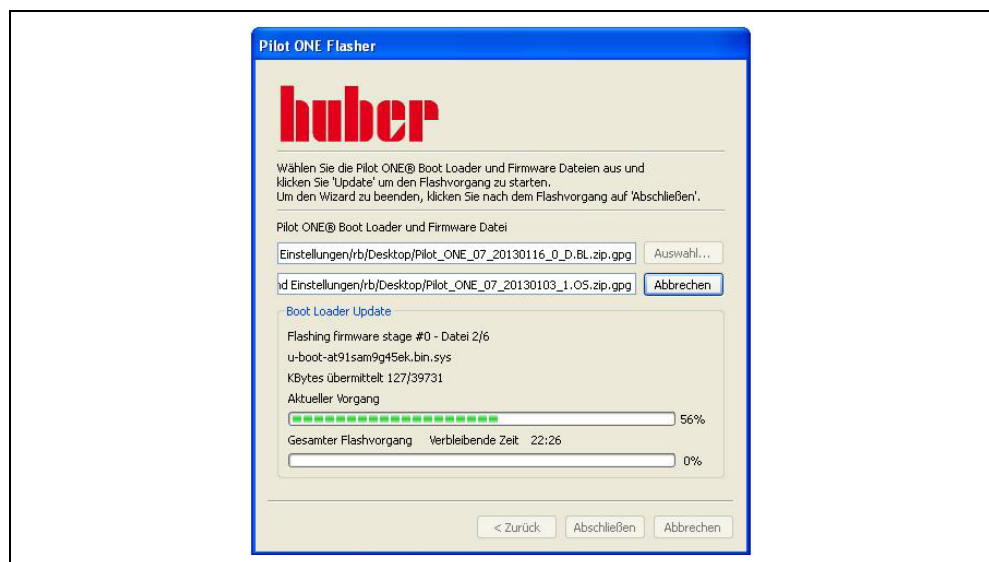 Pilot ONE Flasher
huber
Wählen Sie die Pilot ONE® Boot Loader und Firmware Dateien aus und
klicken Sie 'Update' um den Flashvorgang zu starten.
Um den Wizard zu beenden, klicken Sie nach dem Flashvorgang auf 'Abschließen'.
Pilot ONE® Boot Loader und Firmware Datei
Einstellungen/rb/Desktop/Pilot_ONE_07_20130116_0_D.BL.zip.gpg Auswahl...
nd Einstellungen/rb/Desktop/Pilot_ONE_07_20130103_1.OS.zip.gpg Abbrechen
Boot Loader Update
Flashing firmware stage #0 - Datei 2/6
u-boot-at91sam9g45ek.bin.sys
KBytes übermittelt 127/39731
Aktueller Vorgang
56%
Gesamter Flashvorgang Verbleibende Zeit 22:26
0%
< Zurück Abschließen Abbrechen